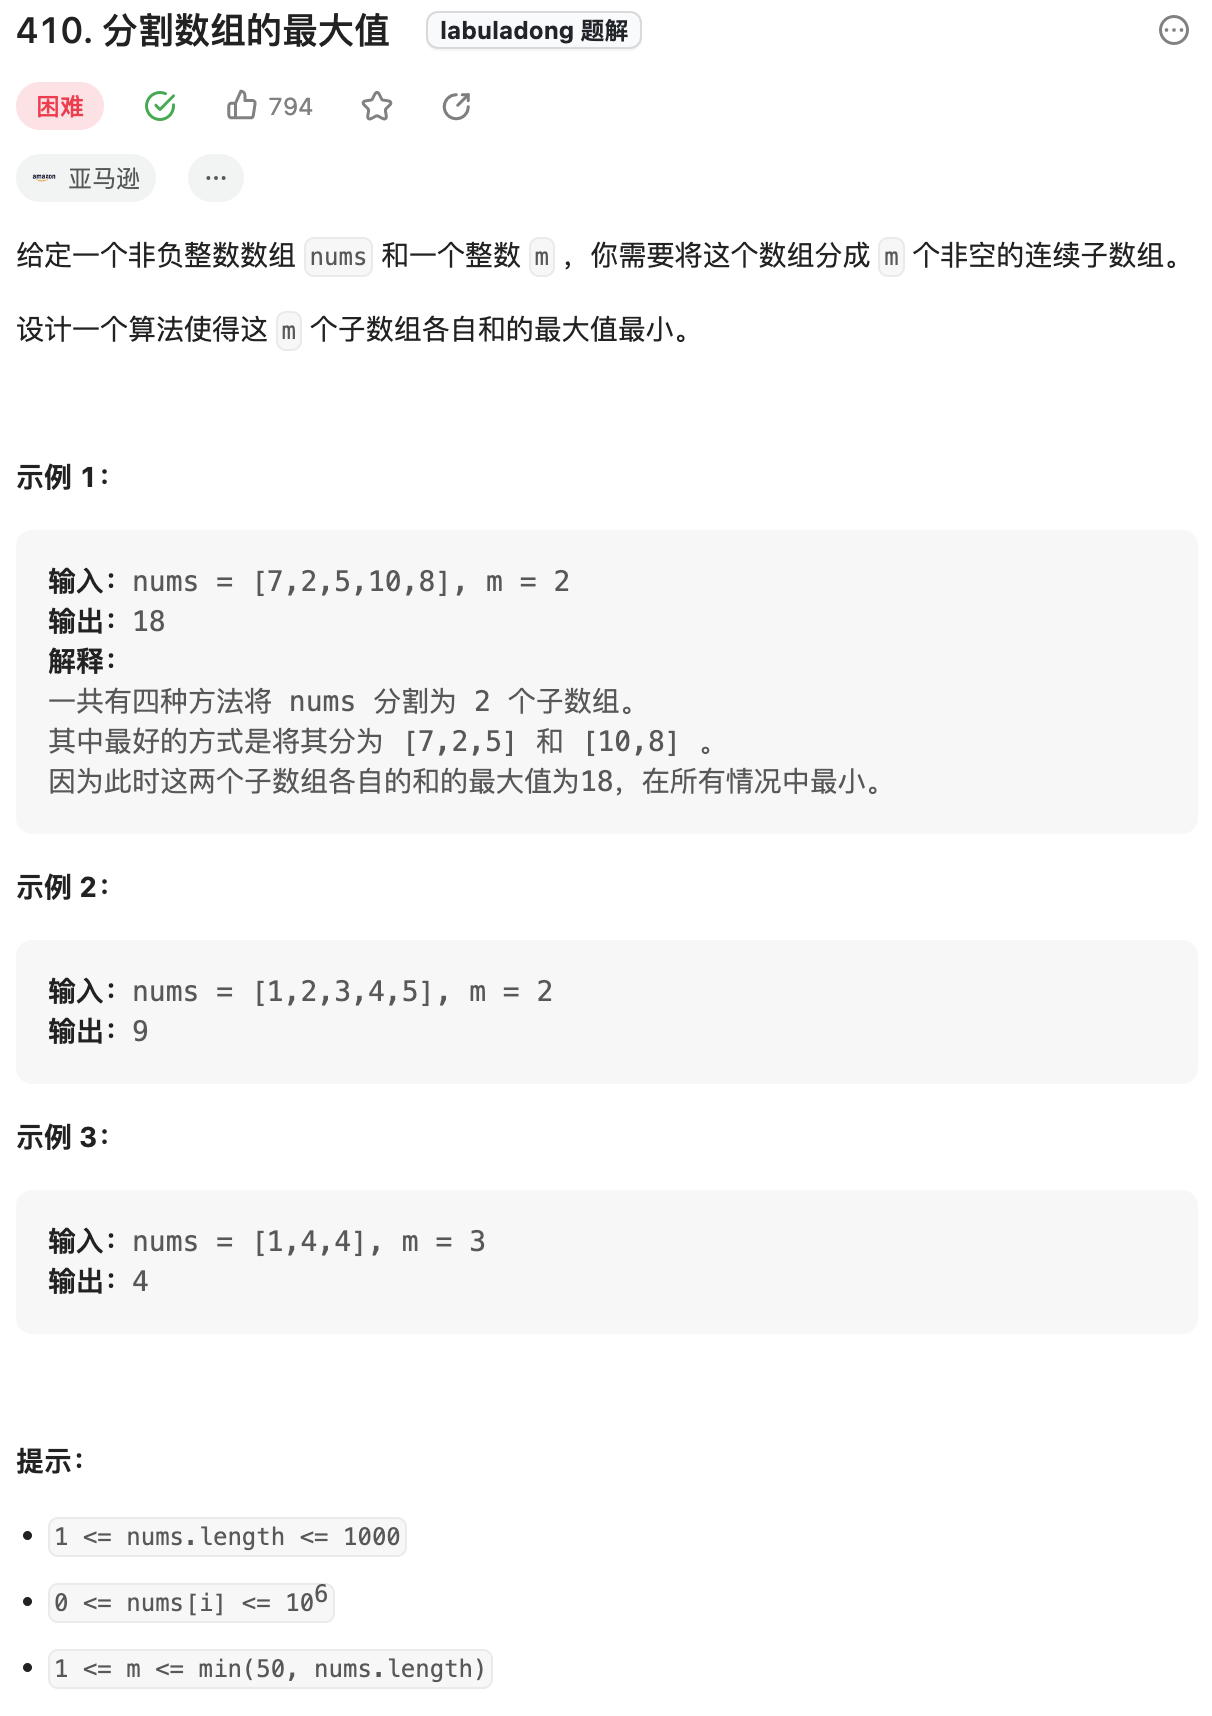 410. 分割数组的最大值 labuladong 题解
困难 794
amazon 亚马逊 ...
给定一个非负整数数组 nums 和一个整数 m ，你需要将这个数组分成 m 个非空的连续子数组。
设计一个算法使得这 m 个子数组各自和的最大值最小。
示例 1：
输入：nums = [7,2,5,10,8], m = 2
输出：18
解释：
一共有四种方法将 nums 分割为 2 个子数组。
其中最好的方式是将其分为 [7,2,5] 和 [10,8] 。
因为此时这两个子数组各自的和的最大值为18，在所有情况中最小。
示例 2：
输入：nums = [1,2,3,4,5], m = 2
输出：9
示例 3：
输入：nums = [1,4,4], m = 3
输出：4
提示：
• 1 <= nums.length <= 1000
• 0 <= nums[i] <= 10⁶
• 1 <= m <= min(50, nums.length)